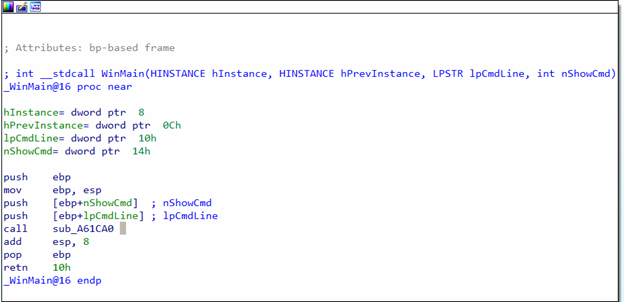 ; Attributes: bp-based frame
; int __stdcall WinMain(HINSTANCE hInstance, HINSTANCE hPrevInstance, LPSTR lpCmdLine, int nShowCmd)
_WinMain@16 proc near
hInstance= dword ptr  8
hPrevInstance= dword ptr  0Ch
lpCmdLine= dword ptr  10h
nShowCmd= dword ptr  14h
push    ebp
mov     ebp, esp
push    [ebp+nShowCmd]  ; nShowCmd
push    [ebp+lpCmdLine] ; lpCmdLine
call    sub_A61CA0
add     esp, 8
pop     ebp
retn    10h
_WinMain@16 endp